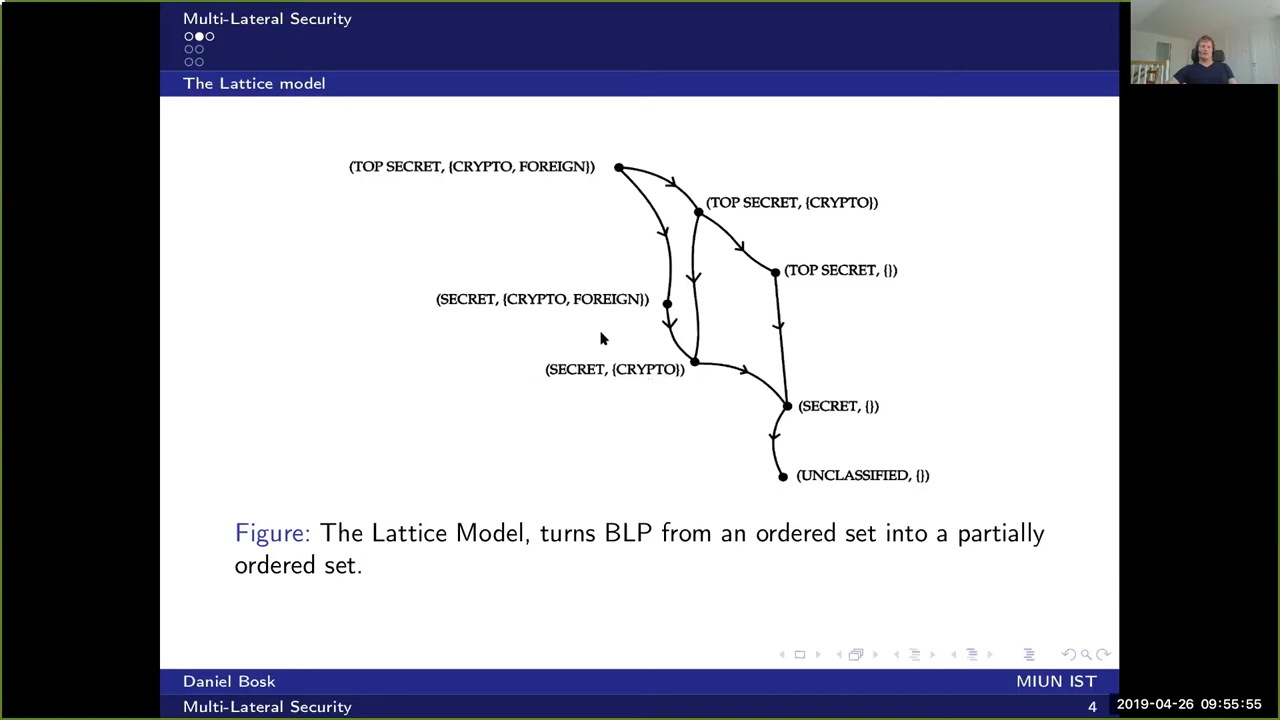 Multi-Lateral Security
The Lattice model
(TOP SECRET, {CRYPTO, FOREIGN})
(TOP SECRET, {CRYPTO})
(TOP SECRET, {})
(SECRET, {CRYPTO, FOREIGN})
(SECRET, {CRYPTO})
(SECRET, {})
(UNCLASSIFIED, {})
Figure: The Lattice Model, turns BLP from an ordered set into a partially
ordered set.
Daniel Bosk
MIUN IST
Multi-Lateral Security
4
2019-04-26 09:55:55